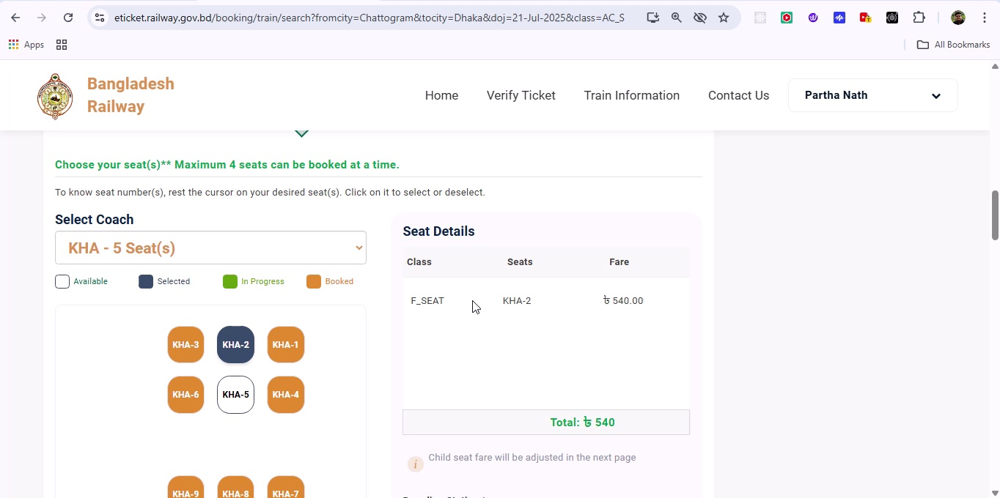 eticket.railway.gov.bd/booking/train/search?fromcity=Chattogram&tocity=Dhaka&doj=21-Jul-2025&class=AC_S
Apps
All Bookmarks
Bangladesh
Railway
Home
Verify Ticket
Train Information
Contact Us
Partha Nath
Choose your seat(s)** Maximum 4 seats can be booked at a time.
To know seat number(s), rest the cursor on your desired seat(s). Click on it to select or deselect.
Select Coach
KHA - 5 Seat(s)
Available
Selected
In Progress
Booked
KHA-3
KHA-2
KHA-1
KHA-6
KHA-5
KHA-4
KHA-9
KHA-8
KHA-7
Seat Details
Class Seats Fare
F_SEAT KHA-2 ৳ 540.00
Total: ৳ 540
i Child seat fare will be adjusted in the next page